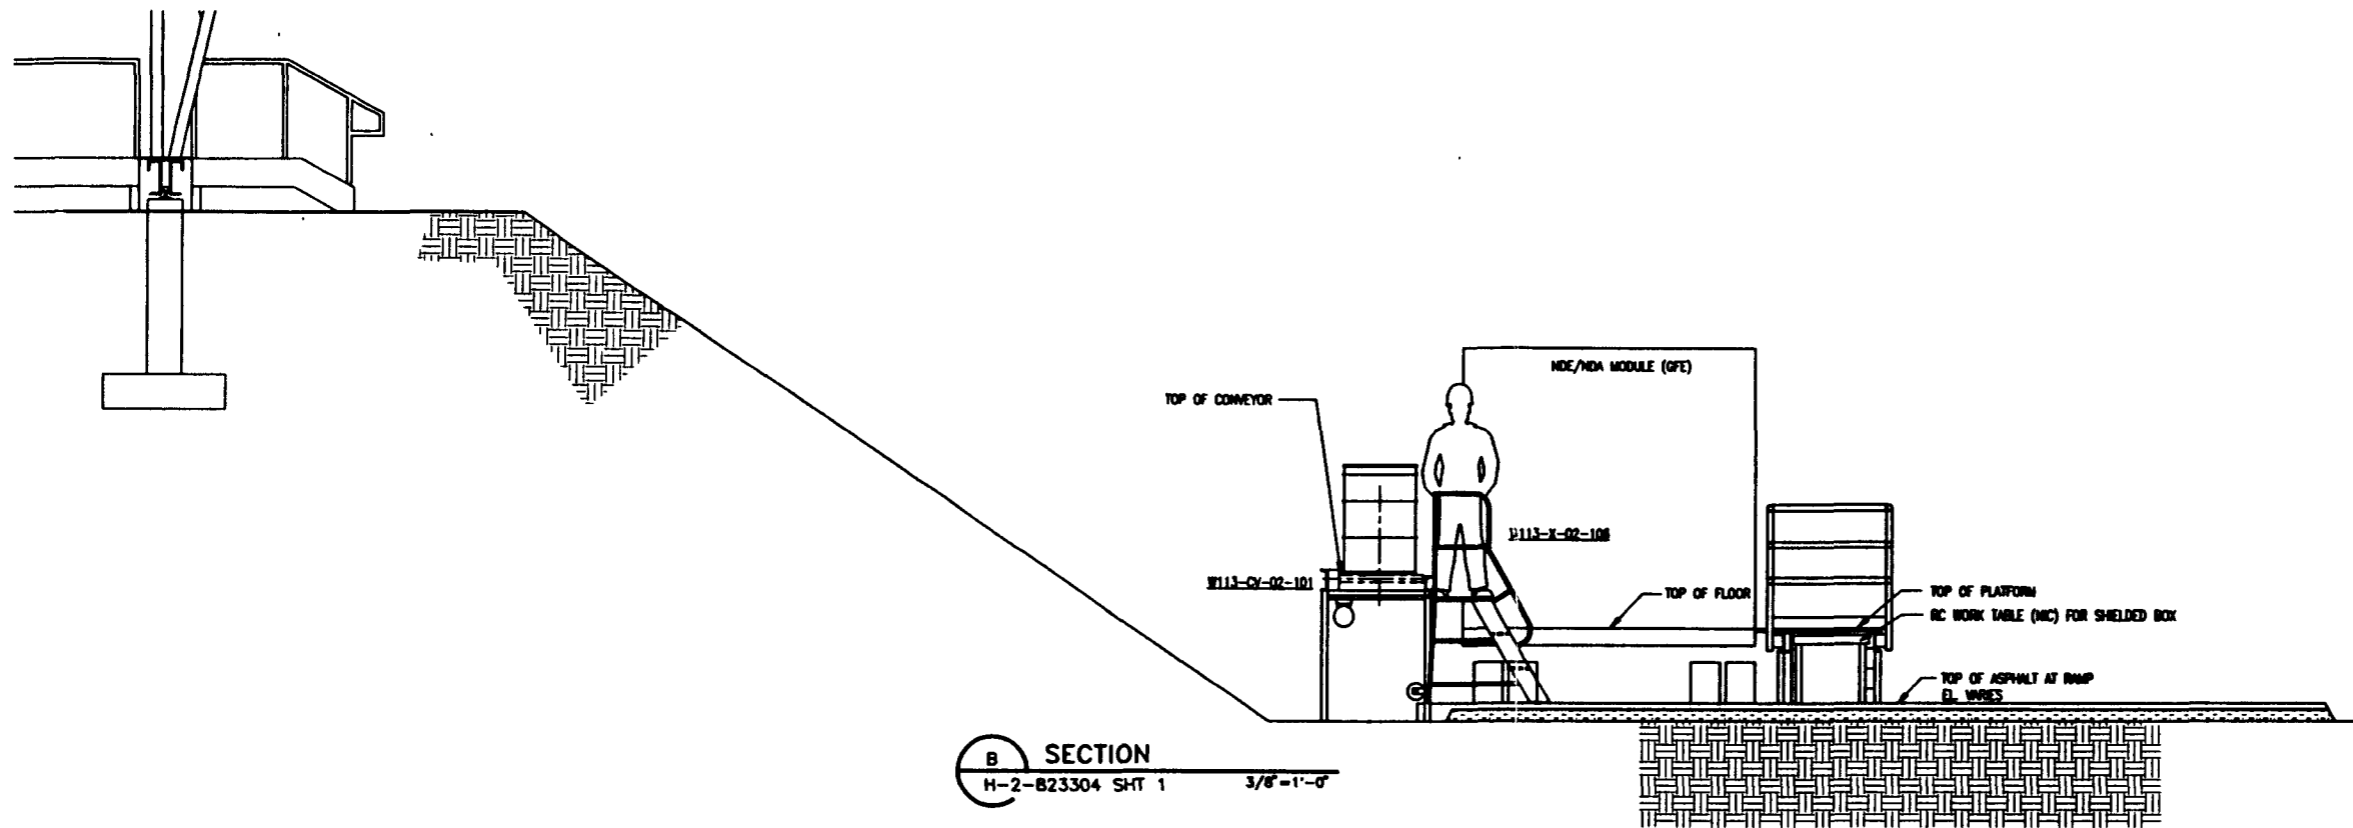 NDE/NDA MODULE (GFE)
TOP OF CONVEYOR
W113-X-02-108
W113-CV-02-101
TOP OF FLOOR
TOP OF PLATFORM
RC WORK TABLE (NIC) FOR SHIELDED BOX
TOP OF ASPHALT AT RAMP
EL VARIES
B SECTION
H-2-823304 SHT 1 3/8"=1'-0"